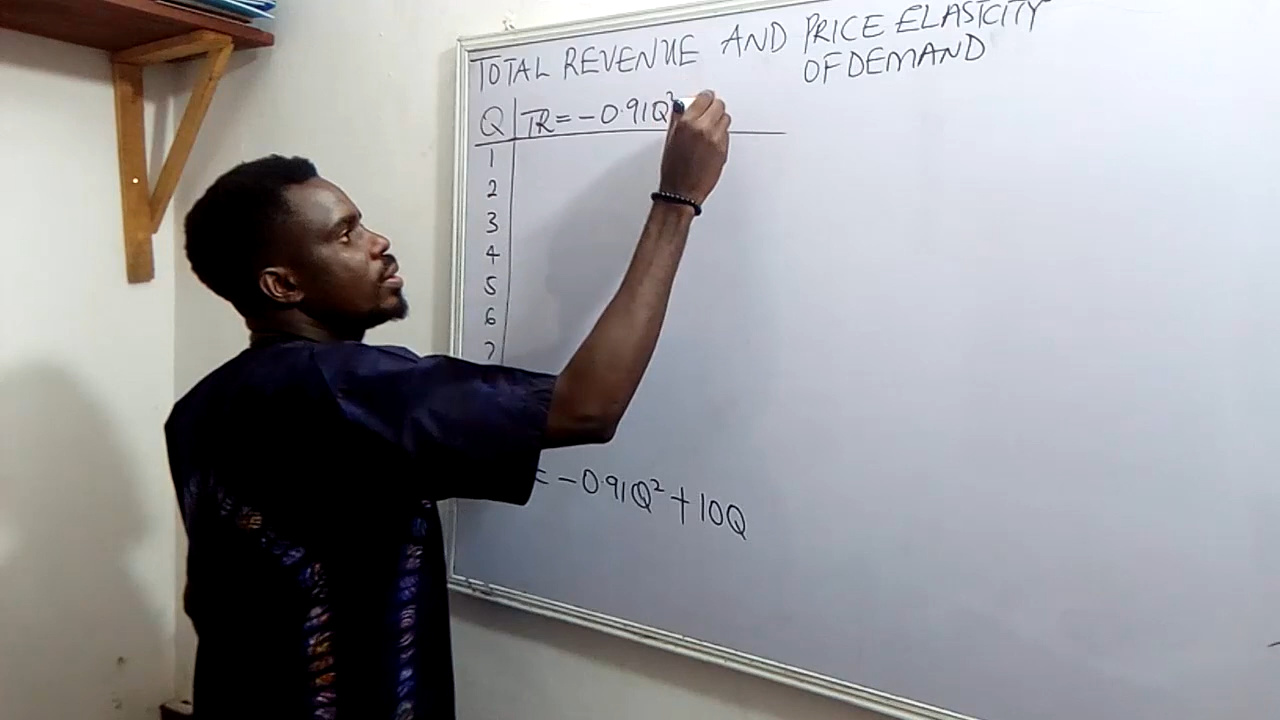 TOTAL REVENUE AND PRICE ELASTCITY
OF DEMAND
Q TR = - 0.91Q²
1
2
3
4
5
6
7
= - 0.91Q² + 10Q